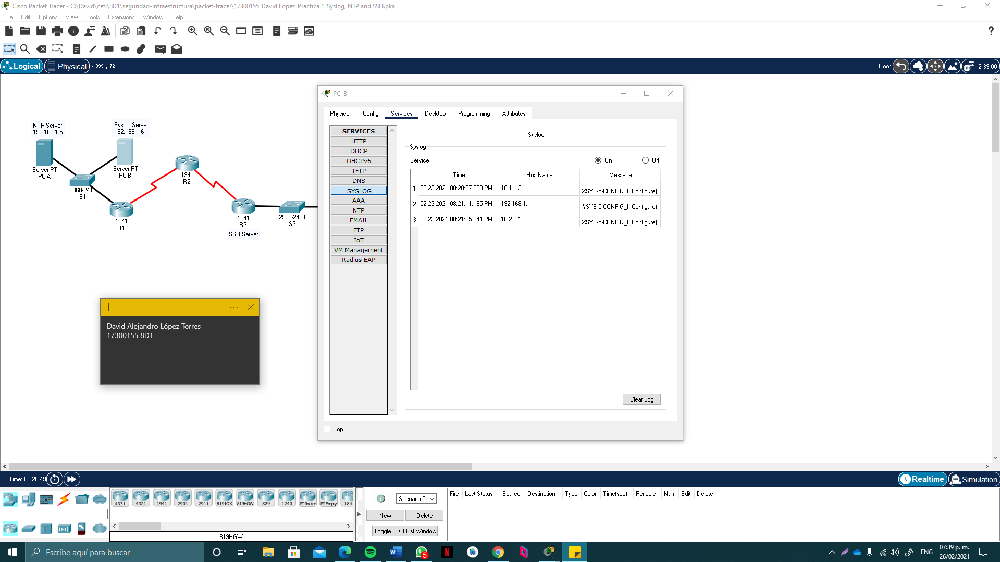 Cisco Packet Tracer - C:\David\ceti\8D1\seguridad-infraestructura\packet-tracer\17300155_David Lopez_Practica 1_Syslog, NTP and SSH.pka
File Edit Options View Tools Extensions Window Help
?
Logical Physical x: 999, y: 721 [Root] 12:39:00
NTP Server
192.168.1.5
Server-PT
PC-A
Syslog Server
192.168.1.6
Server-PT
PC-B
2960-24TT
S1
1941
R1
1941
R2
1941
R3
SSH Server
2960-24TT
S3
David Alejandro López Torres
17300155 8D1
PC-B
Physical Config Services Desktop Programming Attributes
SERVICES
HTTP
DHCP
DHCPv6
TFTP
DNS
SYSLOG
AAA
NTP
EMAIL
FTP
IoT
VM Management
Radius EAP
Syslog
Syslog
Service On Off
Time HostName Message
1 02.23.2021 08:20:27.999 PM 10.1.1.2 %SYS-5-CONFIG_I: Configure
2 02.23.2021 08:21:11.195 PM 192.168.1.1 %SYS-5-CONFIG_I: Configure
3 02.23.2021 08:21:25.641 PM 10.2.2.1 %SYS-5-CONFIG_I: Configure
Clear Log
Top
Time: 00:26:49 Realtime Simulation
4331 4321 1941 2901 2911 819IOX 819HGW 829 1240 PT-Router PT-Empty 184
819HGW
Scenario 0
New Delete
Toggle PDU List Window
Fire Last Status Source Destination Type Color Time(sec) Periodic Num Edit Delete
Escribe aquí para buscar
5
ENG
07:39 p. m.
26/02/2021